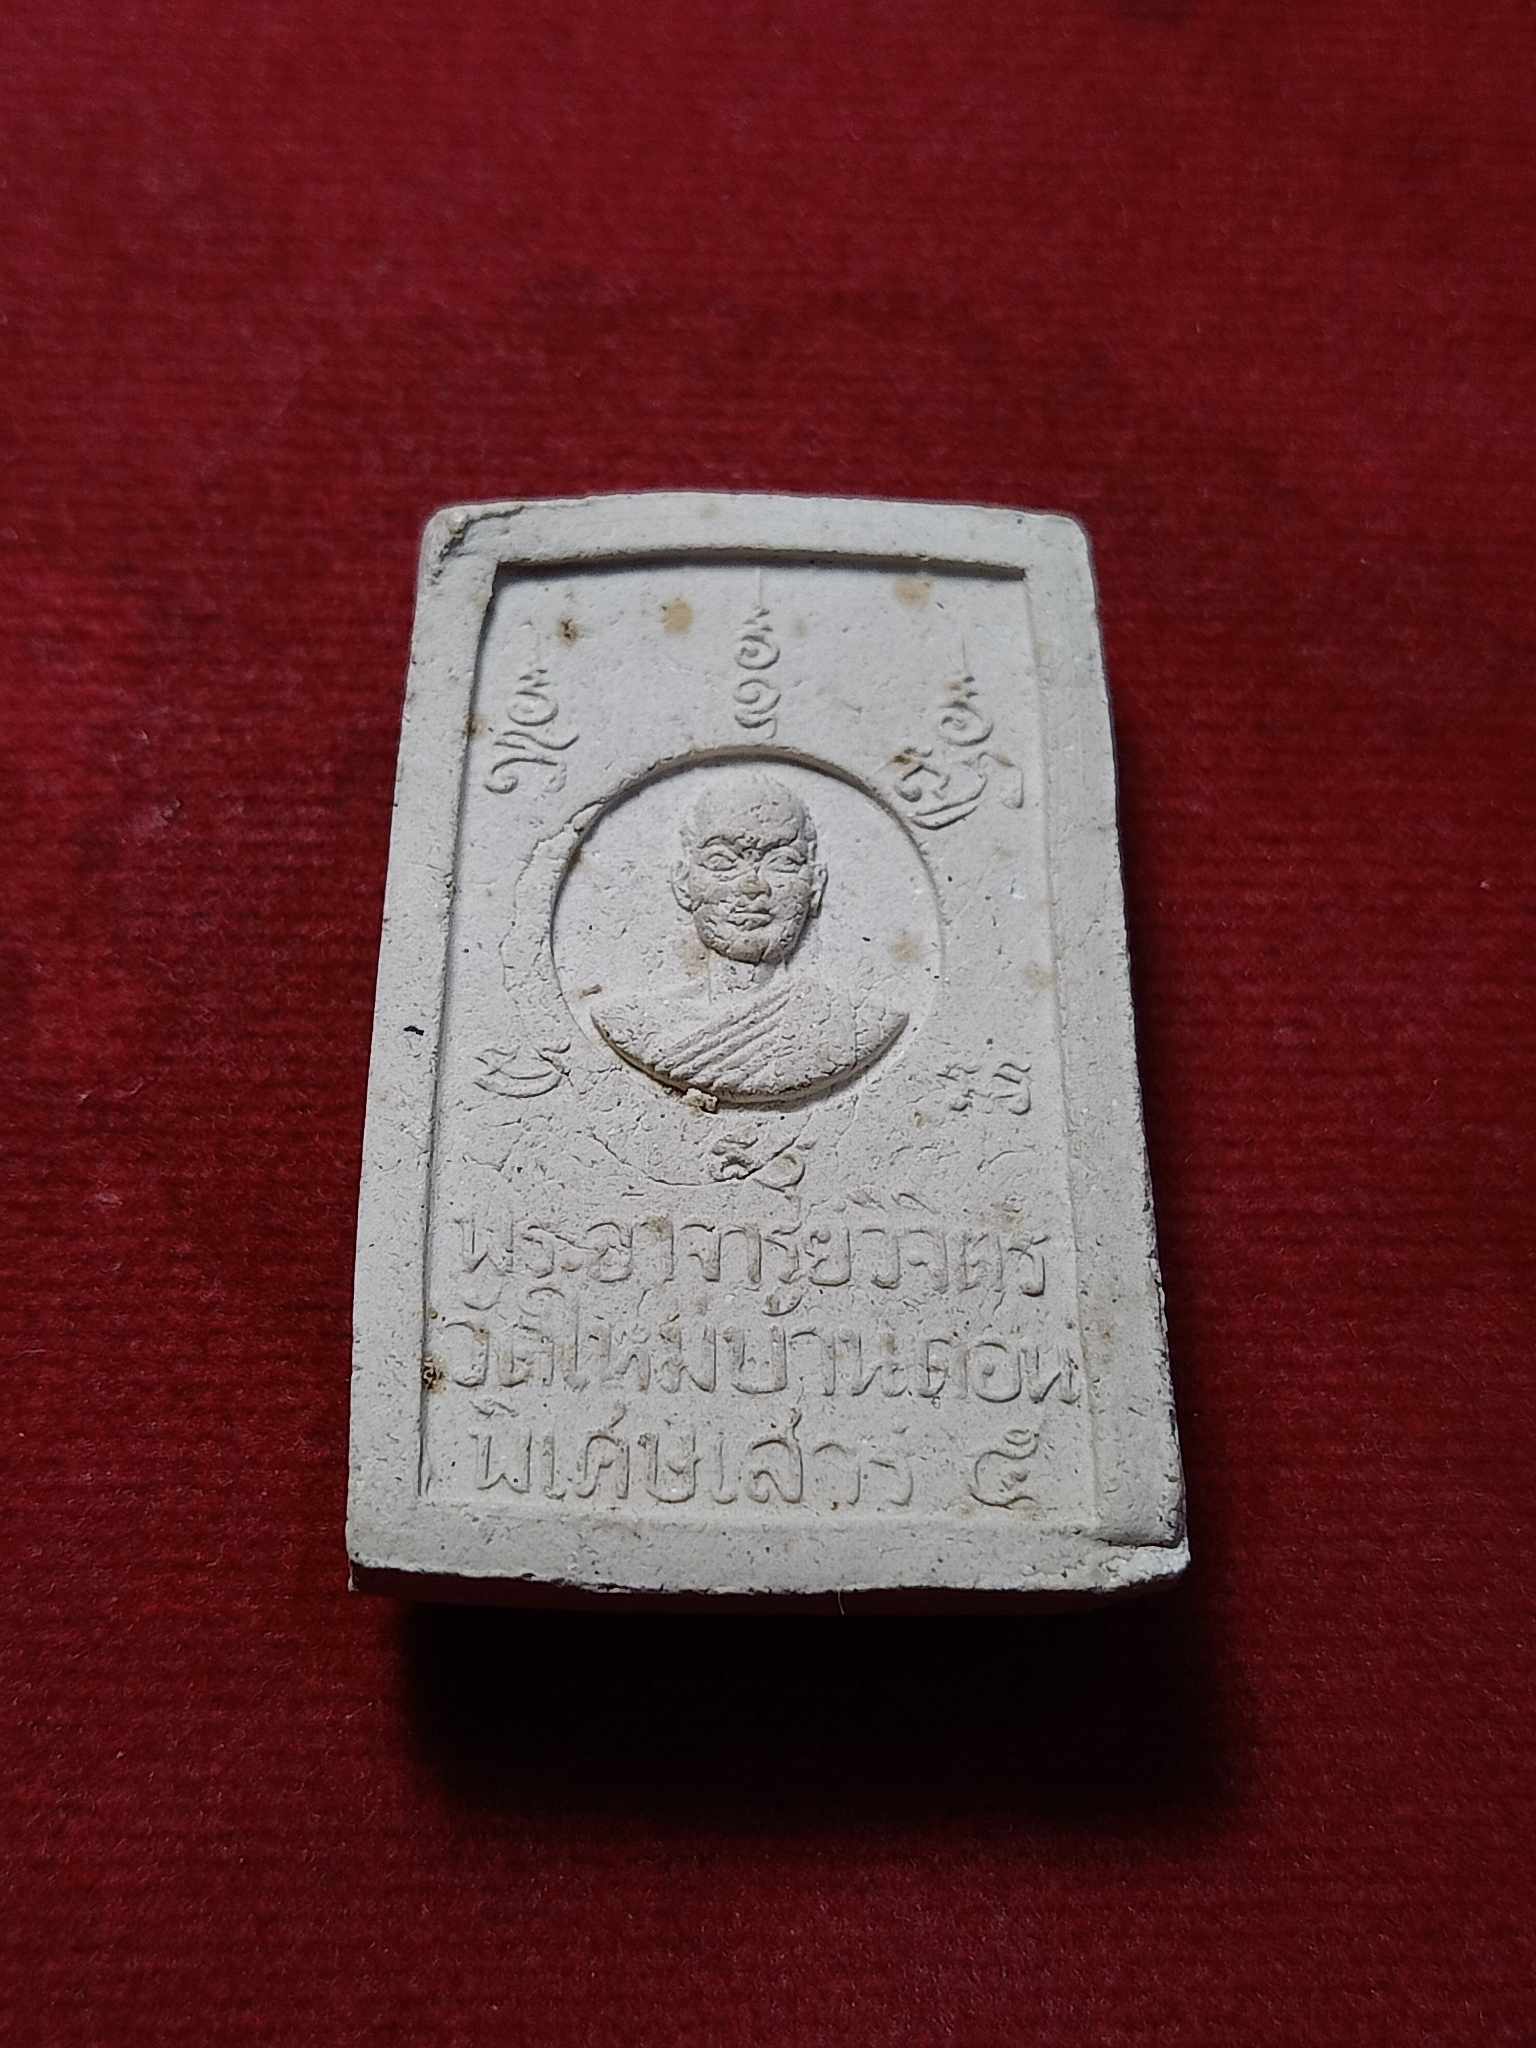 พระอาจารย์วิจิตร
วัดใหม่บ้านดอน
พิเศษเสาร์ ๕